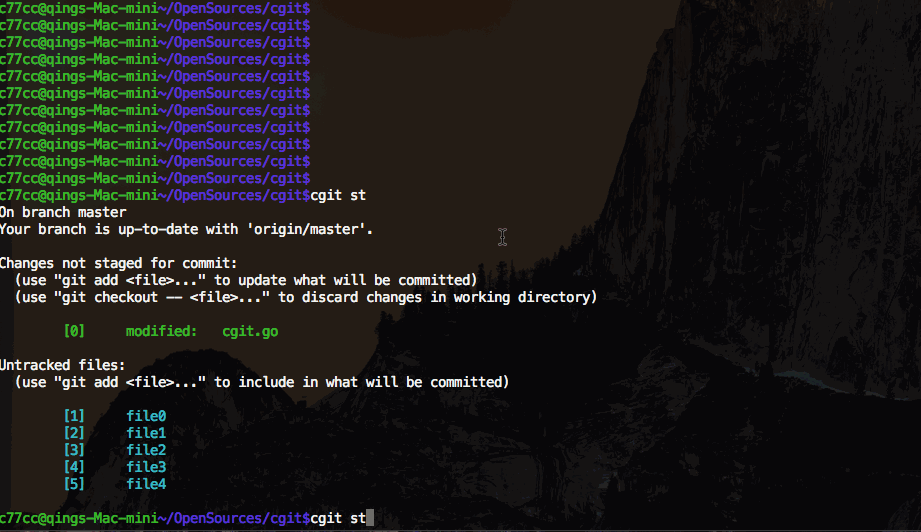 c77cc@qings-Mac-mini~/OpenSources/cgit$
c77cc@qings-Mac-mini~/OpenSources/cgit$
c77cc@qings-Mac-mini~/OpenSources/cgit$
c77cc@qings-Mac-mini~/OpenSources/cgit$
c77cc@qings-Mac-mini~/OpenSources/cgit$
c77cc@qings-Mac-mini~/OpenSources/cgit$
c77cc@qings-Mac-mini~/OpenSources/cgit$
c77cc@qings-Mac-mini~/OpenSources/cgit$
c77cc@qings-Mac-mini~/OpenSources/cgit$
c77cc@qings-Mac-mini~/OpenSources/cgit$
c77cc@qings-Mac-mini~/OpenSources/cgit$
c77cc@qings-Mac-mini~/OpenSources/cgit$cgit st
On branch master
Your branch is up-to-date with 'origin/master'.
Changes not staged for commit:
(use "git add <file>..." to update what will be committed)
(use "git checkout -- <file>..." to discard changes in working directory)
[0] modified: cgit.go
Untracked files:
(use "git add <file>..." to include in what will be committed)
[1] file0
[2] file1
[3] file2
[4] file3
[5] file4
c77cc@qings-Mac-mini~/OpenSources/cgit$cgit st